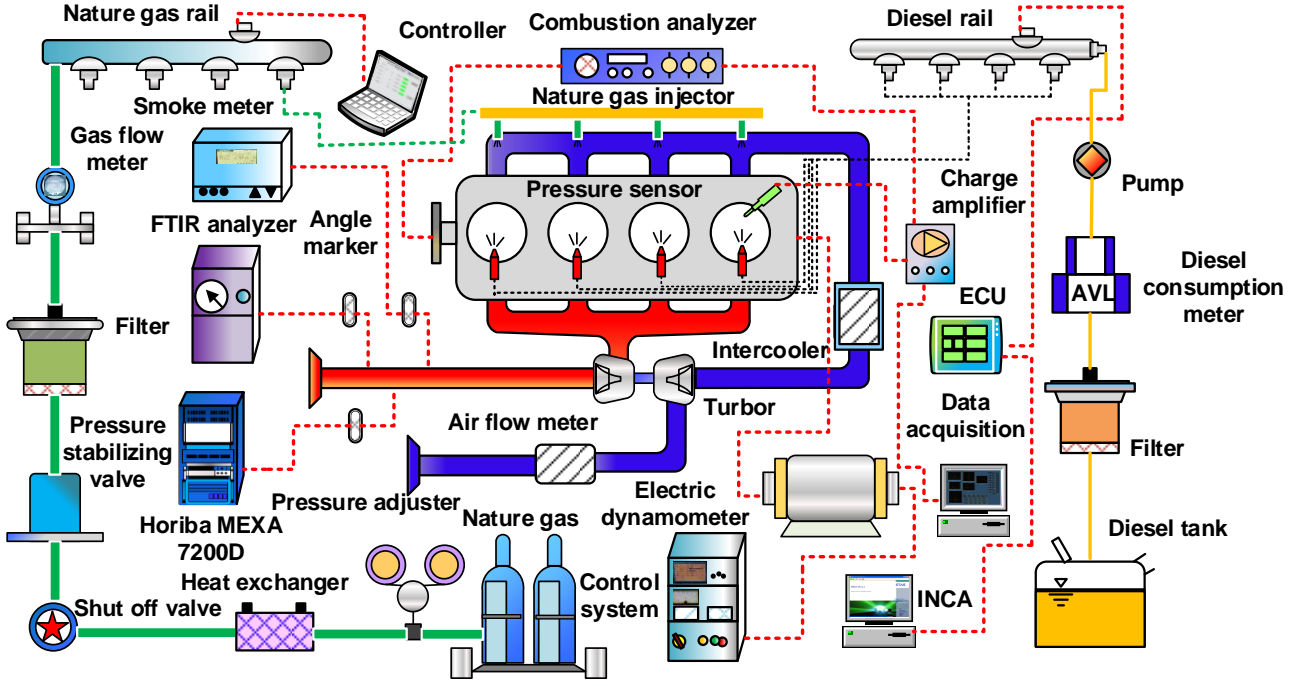 Nature gas rail
Controller
Combustion analyzer
Diesel rail
Smoke meter
Nature gas injector
Gas flow
meter
Pressure sensor
Charge
amplifier
Pump
FTIR analyzer
Angle
marker
Diesel
consumption
meter
AVL
ECU
Filter
Intercooler
Turbor
Data
acquisition
Air flow meter
Filter
Pressure
stabilizing
valve
Pressure adjuster
Electric
dynamometer
Horiba MEXA
7200D
Nature gas
Diesel tank
Heat exchanger
Control
system
INCA
Shut off valve